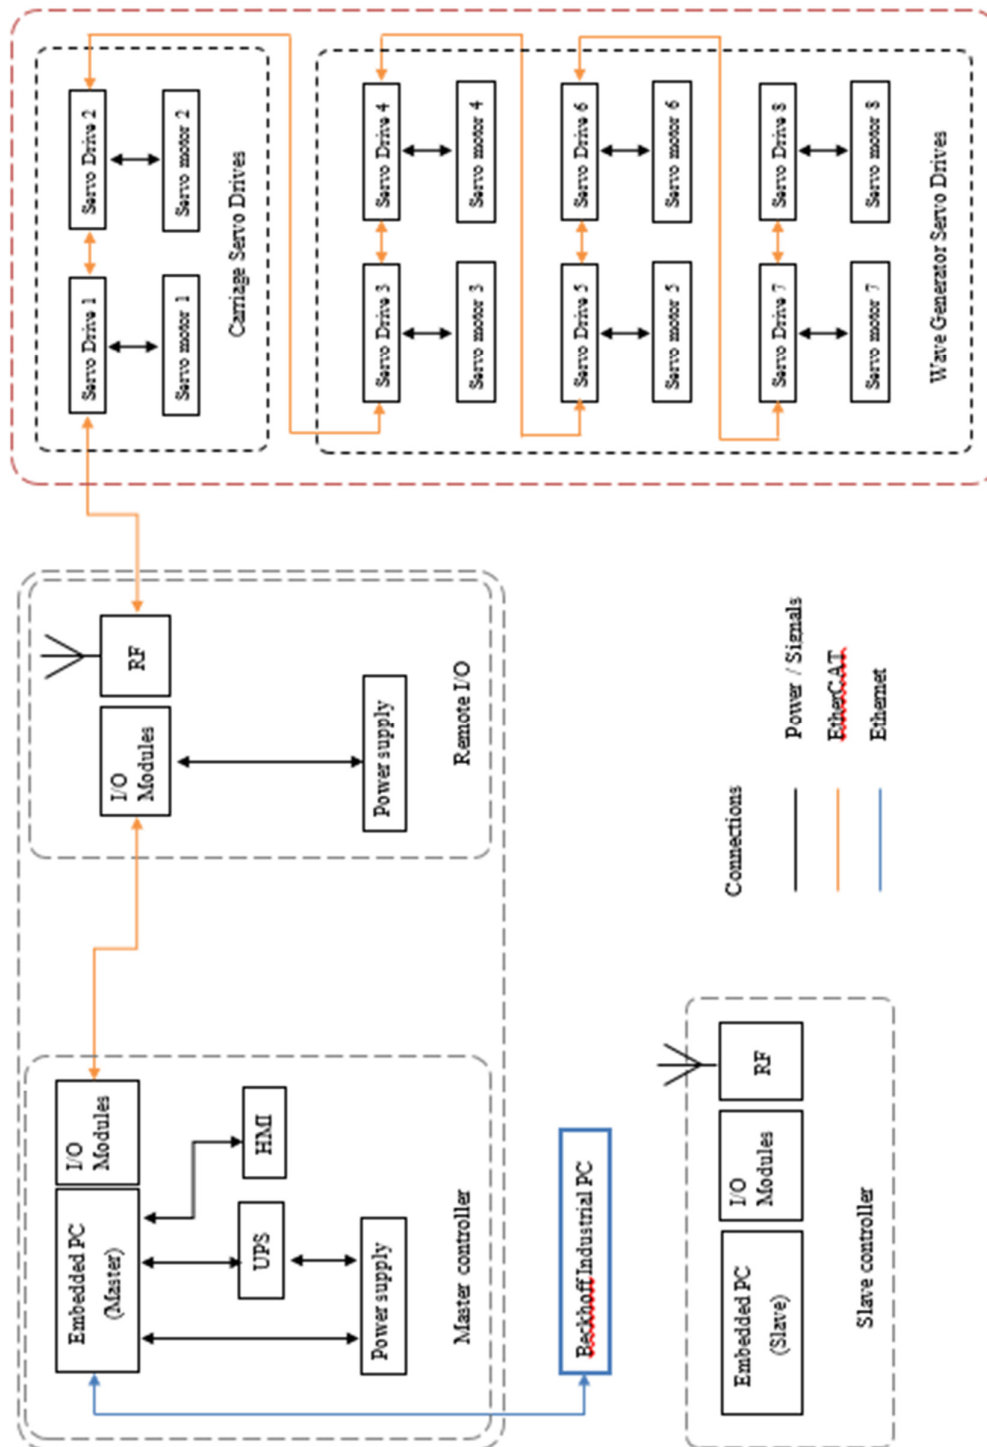 Embedded PC
(Master)
I/O
Modules
HMI
UPS
Power supply
Master controller
I/O
Modules
RF
Power supply
Remote I/O
Servo Drive 1
Servo Drive 2
Servo motor 1
Servo motor 2
Carriage Servo Drives
Servo Drive 3
Servo Drive 4
Servo motor 3
Servo motor 4
Servo Drive 5
Servo Drive 6
Servo motor 5
Servo motor 6
Servo Drive 7
Servo Drive 8
Servo motor 7
Servo motor 8
Wave Generator Servo Drives
Beckhoff Industrial PC
Embedded PC
(Slave)
I/O
Modules
RF
Slave controller
Connections
Power / Signals
EtherCAT
Ethernet